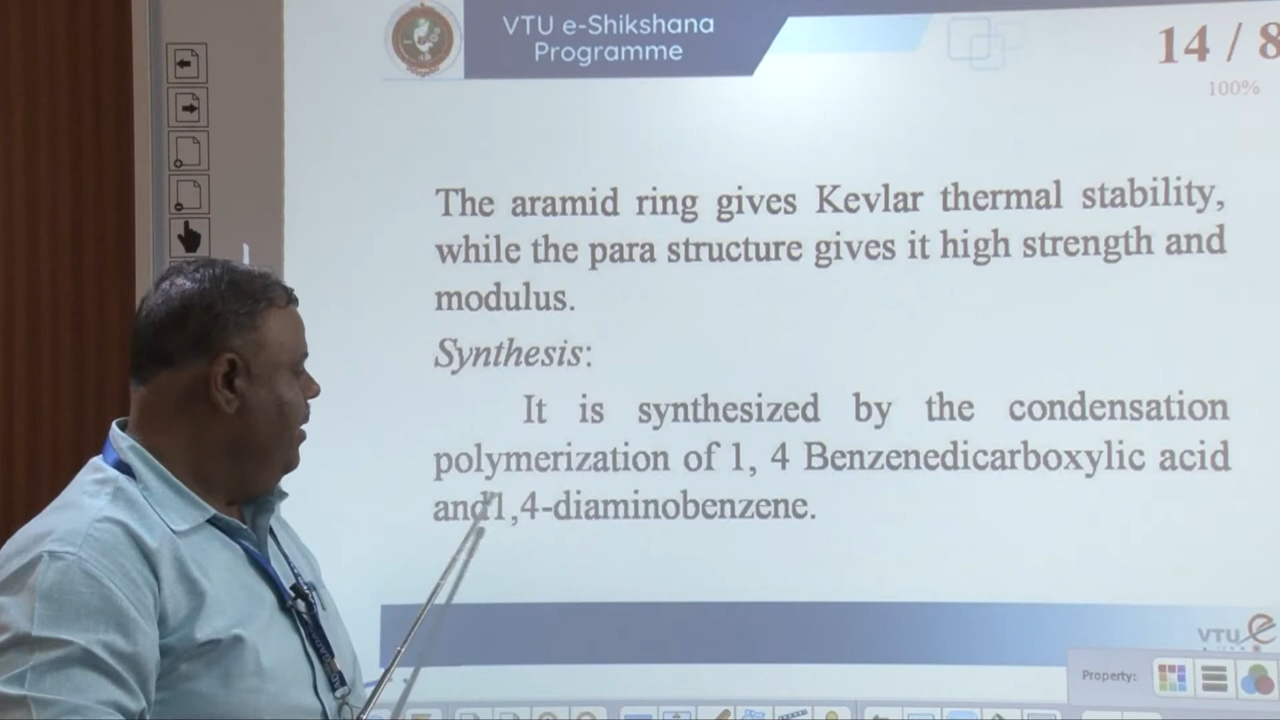 VTU e-Shikshana
Programme
14 / 8
100%
The aramid ring gives Kevlar thermal stability,
while the para structure gives it high strength and
modulus.
Synthesis:
It is synthesized by the condensation
polymerization of 1, 4 Benzenedicarboxylic acid
and1,4-diaminobenzene.
VTU e
Property: